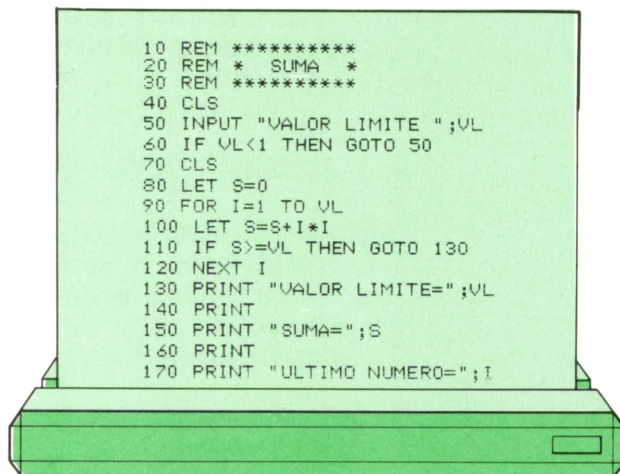 10 REM **********
20 REM *  SUMA  *
30 REM **********
40 CLS
50 INPUT "VALOR LIMITE ";VL
60 IF VL<1 THEN GOTO 50
70 CLS
80 LET S=0
90 FOR I=1 TO VL
100 LET S=S+I*I
110 IF S>=VL THEN GOTO 130
120 NEXT I
130 PRINT "VALOR LIMITE=";VL
140 PRINT
150 PRINT "SUMA=";S
160 PRINT
170 PRINT "ULTIMO NUMERO=";I